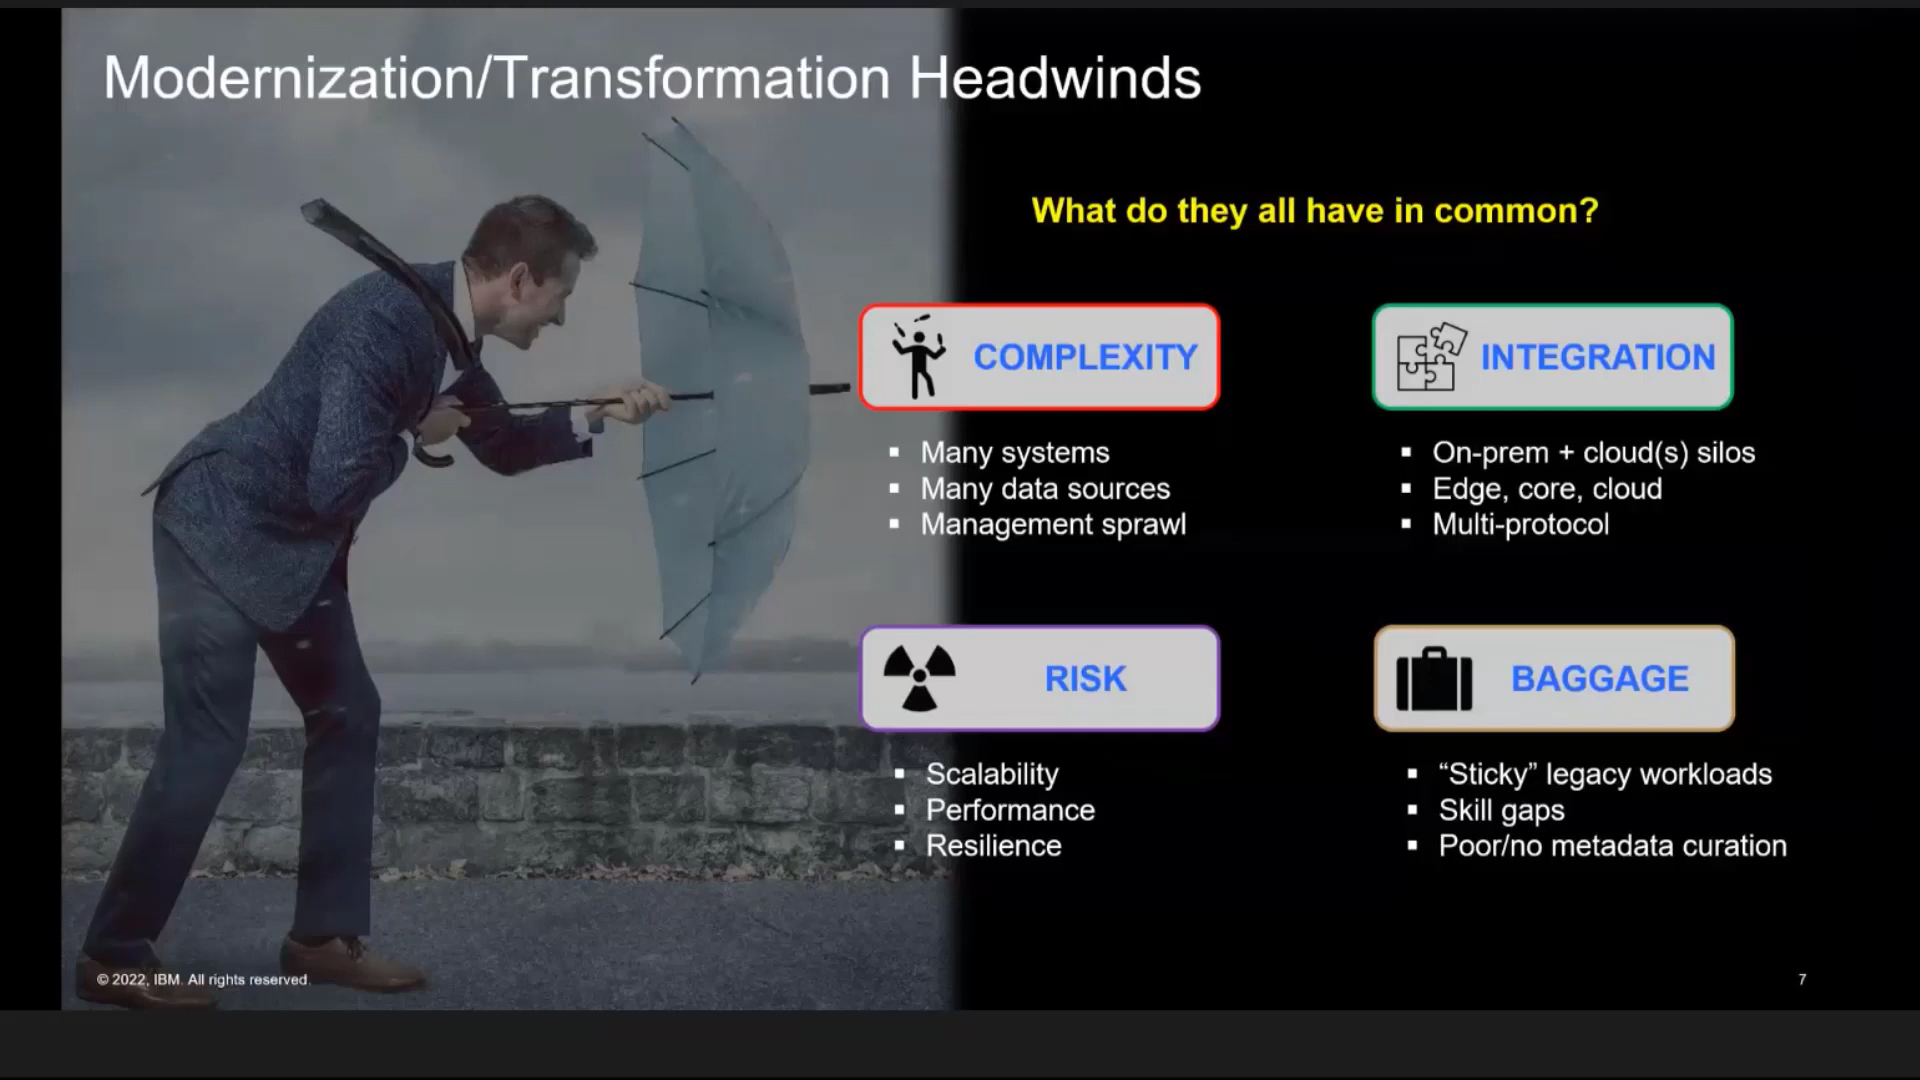 Modernization/Transformation Headwinds
What do they all have in common?
COMPLEXITY
▪ Many systems
▪ Many data sources
▪ Management sprawl
INTEGRATION
▪ On-prem + cloud(s) silos
▪ Edge, core, cloud
▪ Multi-protocol
RISK
▪ Scalability
▪ Performance
▪ Resilience
BAGGAGE
▪ “Sticky” legacy workloads
▪ Skill gaps
▪ Poor/no metadata curation
© 2022, IBM. All rights reserved.
7